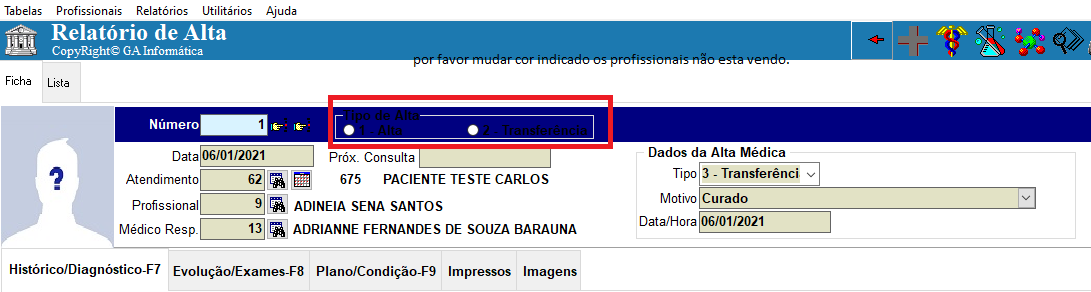 Tabelas Profissionais Relatórios Utilitários Ajuda
Relatório de Alta
CopyRight© GA Informática
por favor mudar cor indicado os profissionais não esta vendo.
Ficha Lista
Número 1
Tipo de Alta
1 - Alta 2 - Transferência
Data 06/01/2021 Próx. Consulta
Atendimento 62 675 PACIENTE TESTE CARLOS
Profissional 9 ADINEIA SENA SANTOS
Médico Resp. 13 ADRIANNE FERNANDES DE SOUZA BARAUNA
Dados da Alta Médica
Tipo 3 - Transferênci
Motivo Curado
Data/Hora 06/01/2021
Histórico/Diagnóstico-F7 Evolução/Exames-F8 Plano/Condição-F9 Impressos Imagens